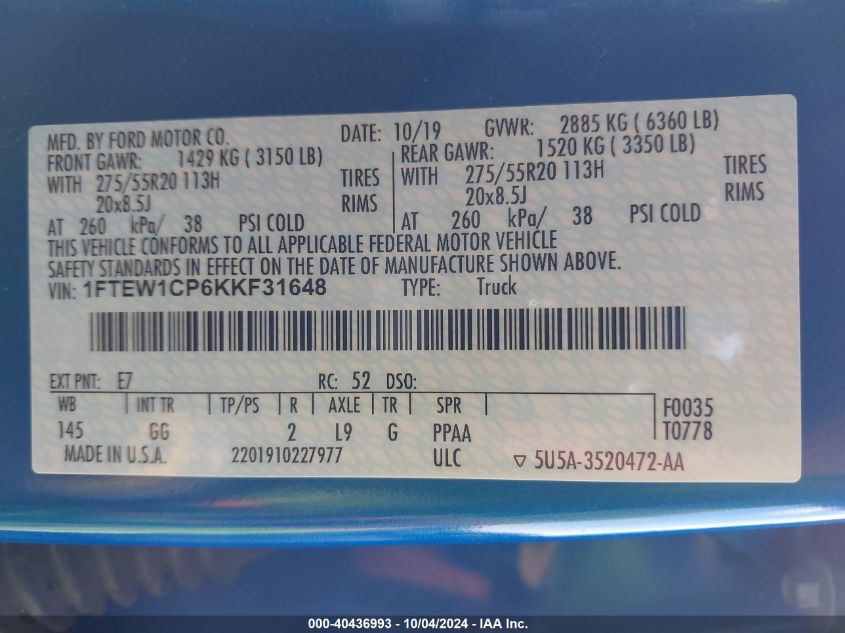 MFD. BY FORD MOTOR CO. DATE: 10/19 GVWR: 2885 KG ( 6360 LB)
FRONT GAWR: 1429 KG ( 3150 LB) REAR GAWR: 1520 KG ( 3350 LB)
WITH 275/55R20 113H TIRES WITH 275/55R20 113H TIRES
20x8.5J RIMS 20x8.5J RIMS
AT 260 kPa/ 38 PSI COLD AT 260 kPa/ 38 PSI COLD
THIS VEHICLE CONFORMS TO ALL APPLICABLE FEDERAL MOTOR VEHICLE
SAFETY STANDARDS IN EFFECT ON THE DATE OF MANUFACTURE SHOWN ABOVE.
VIN: 1FTEW1CP6KKF31648 TYPE: Truck
EXT PNT: E7 RC: 52 DSO:
WB INT TR TP/PS R AXLE TR SPR F0035
145 GG 2 L9 G PPAA T0778
MADE IN U.S.A. 2201910227977 ULC ▽ 5U5A-3520472-AA
000-40436993 - 10/04/2024 - IAA Inc.